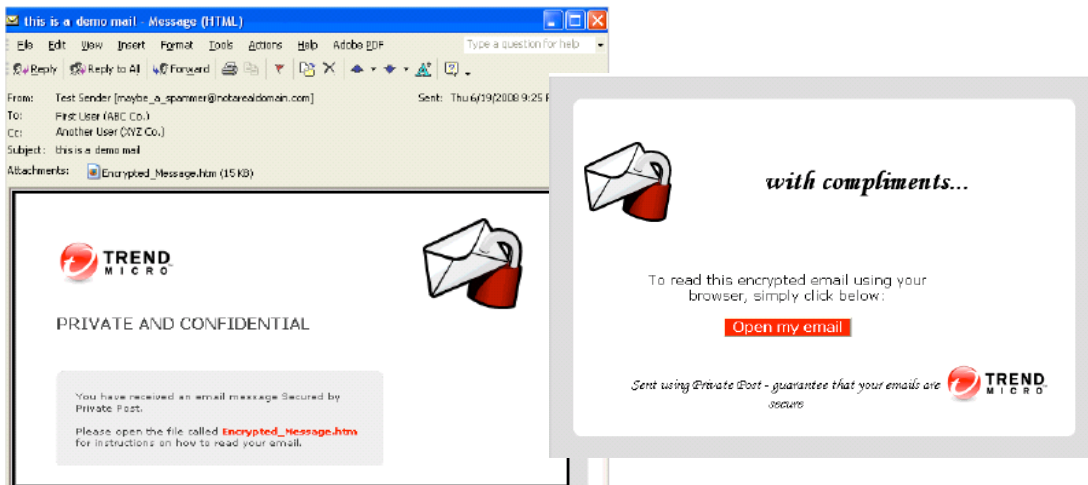 this is a demo mail - Message (HTML)
File Edit View Insert Format Tools Actions Help Adobe PDF Type a question for help
Reply Reply to All Forward
From: Test Sender [maybe_a_spammer@notarealdomain.com] Sent: Thu 6/19/2008 9:25 P
To: First User (ABC Co.)
Cc: Another User (XYZ Co.)
Subject: this is a demo mail
Attachments: Encrypted_Message.htm (15 KB)
TREND
MICRO
PRIVATE AND CONFIDENTIAL
You have received an email message Secured by
Private Post.
Please open the file called Encrypted_Message.htm
for instructions on how to read your email.
with compliments...
To read this encrypted email using your
browser, simply click below:
Open my email
Sent using Private Post - guarantee that your emails are
secure
TREND
MICRO